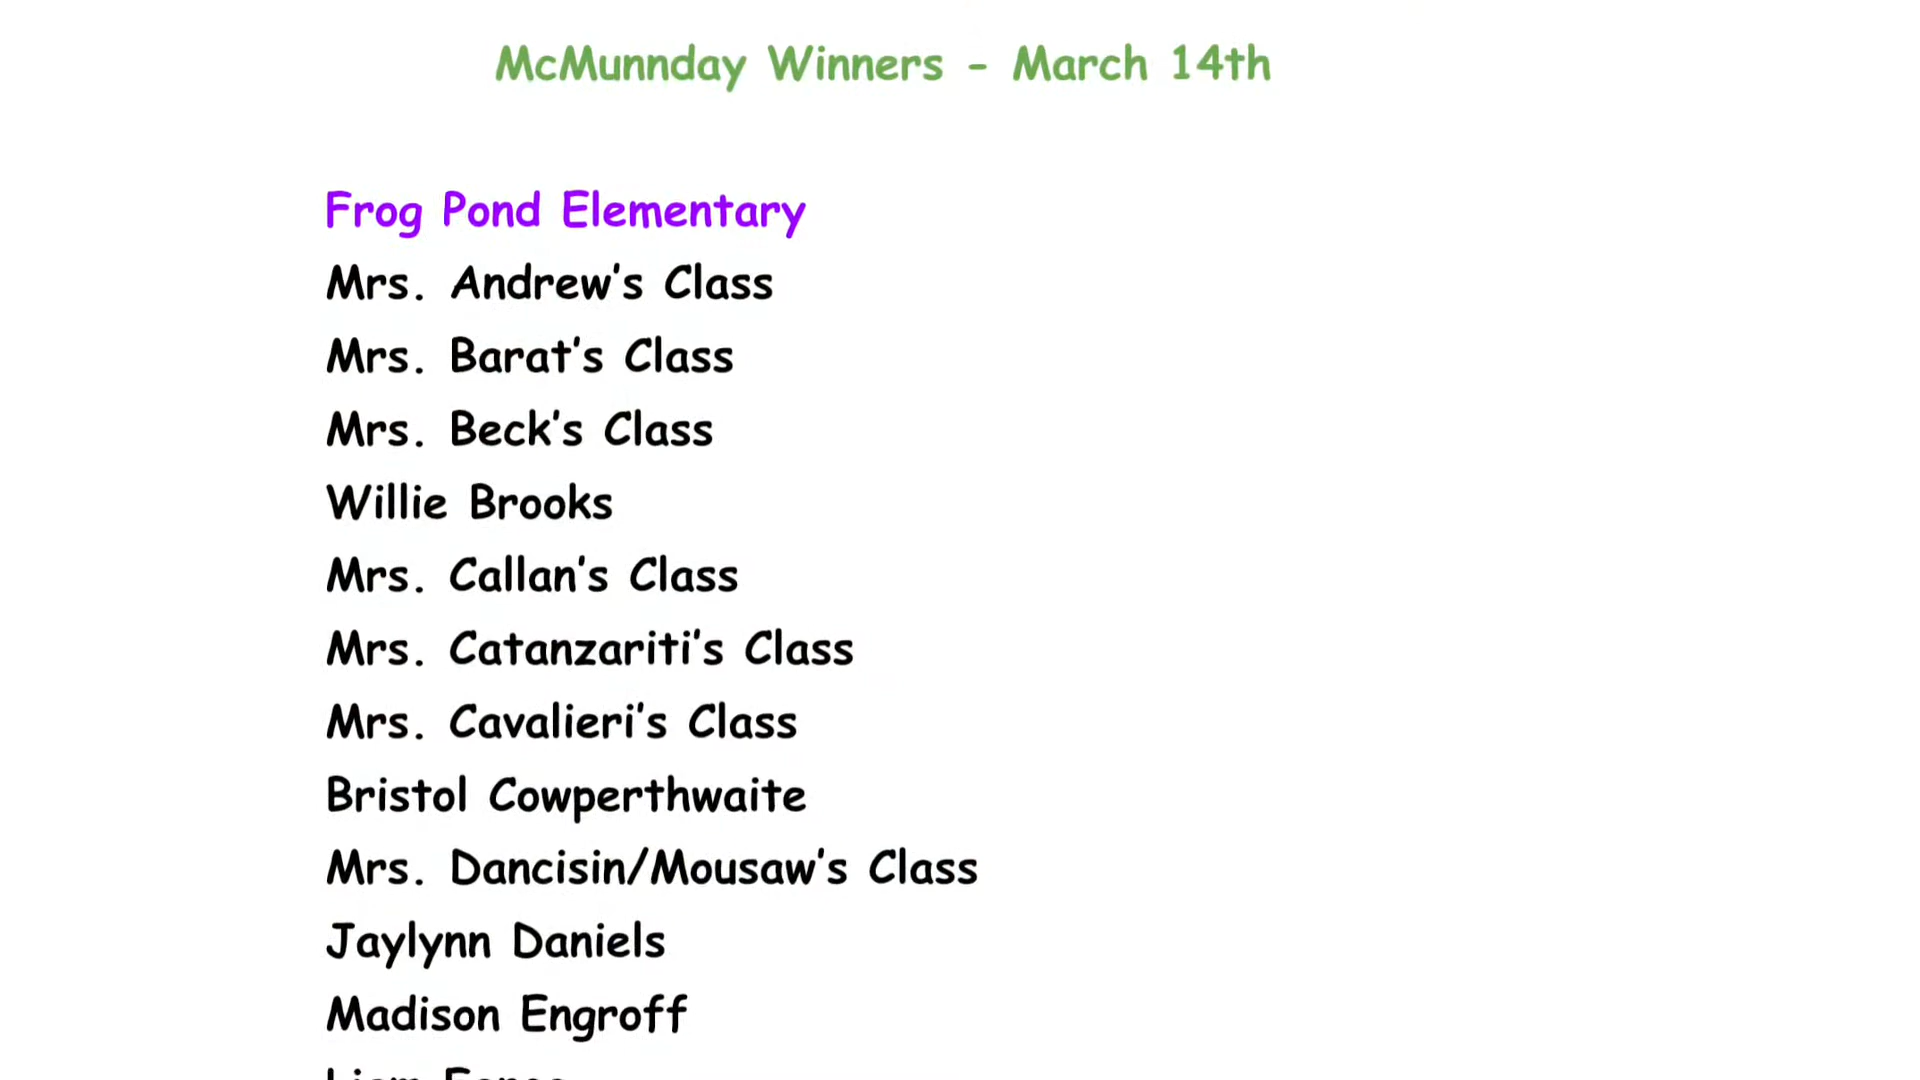 McMunnday Winners - March 14th
Frog Pond Elementary
Mrs. Andrew's Class
Mrs. Barat's Class
Mrs. Beck's Class
Willie Brooks
Mrs. Callan's Class
Mrs. Catanzariti's Class
Mrs. Cavalieri's Class
Bristol Cowperthwaite
Mrs. Dancisin/Mousaw's Class
Jaylynn Daniels
Madison Engroff
Liam